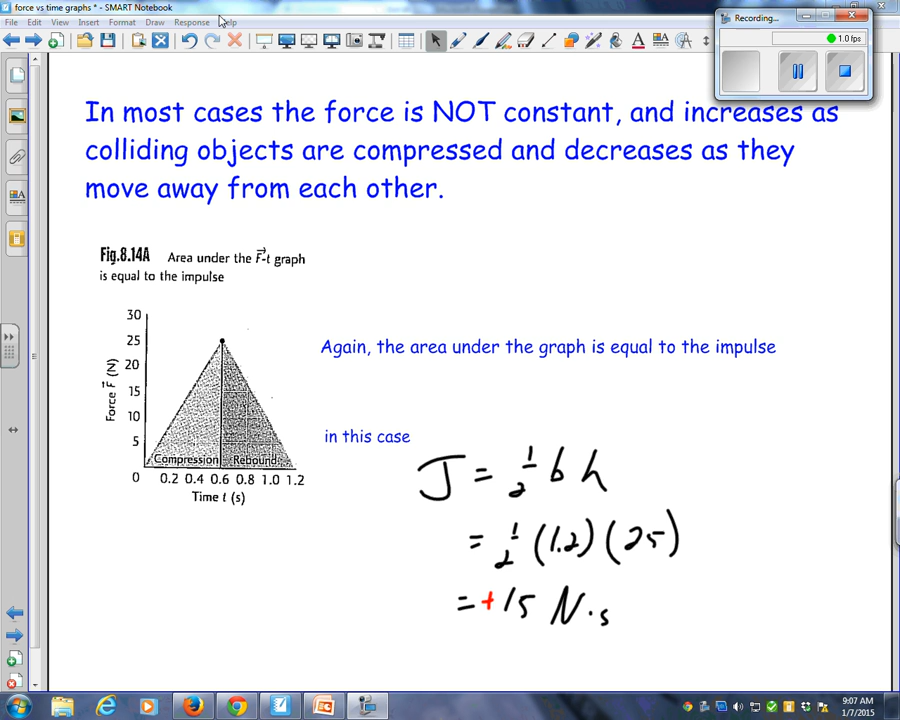 force vs time graphs * - SMART Notebook
File Edit View Insert Format Draw Response Help
Recording...
1.0 fps
In most cases the force is NOT constant, and increases as
colliding objects are compressed and decreases as they
move away from each other.
Fig.8.14A Area under the F-t graph
is equal to the impulse
30
25
20
15
10
5
0
Force F (N)
Compression Rebound
0.2 0.4 0.6 0.8 1.0 1.2
Time t (s)
Again, the area under the graph is equal to the impulse
in this case
J = 1/2 b h
= 1/2 (1.2) (25)
= +15 N·s
9:07 AM
1/7/2015